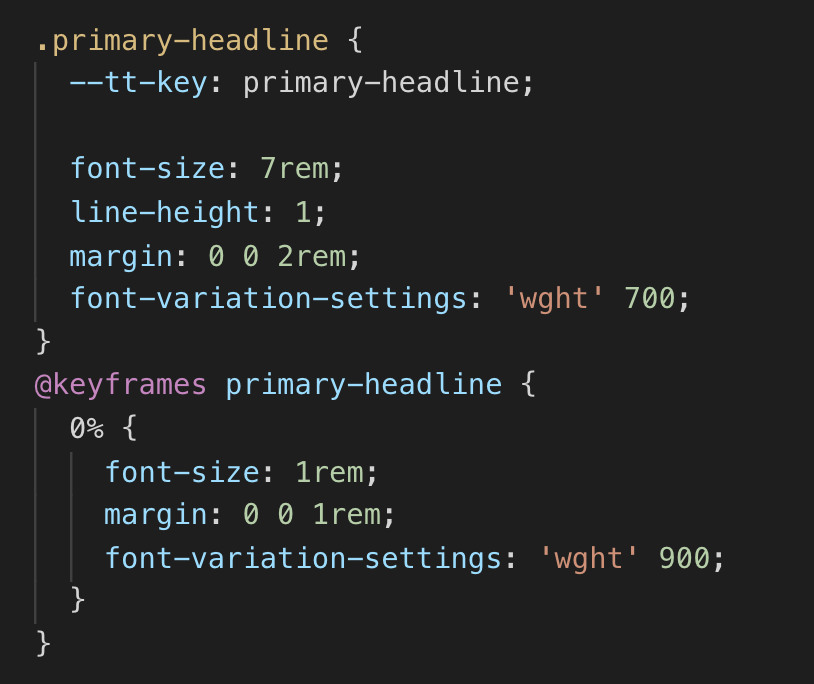 .primary-headline {
--tt-key: primary-headline;
font-size: 7rem;
line-height: 1;
margin: 0 0 2rem;
font-variation-settings: 'wght' 700;
}
@keyframes primary-headline {
0% {
font-size: 1rem;
margin: 0 0 1rem;
font-variation-settings: 'wght' 900;
}
}